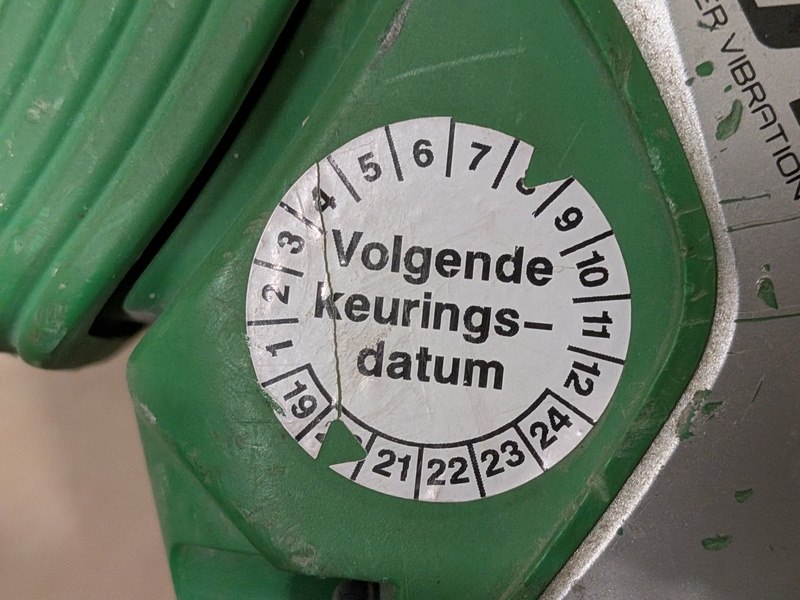 Volgende
keurings-
datum
1 2 3 4 5 6 7 8 9 10 11 12
19 21 22 23 24
VIBRATION